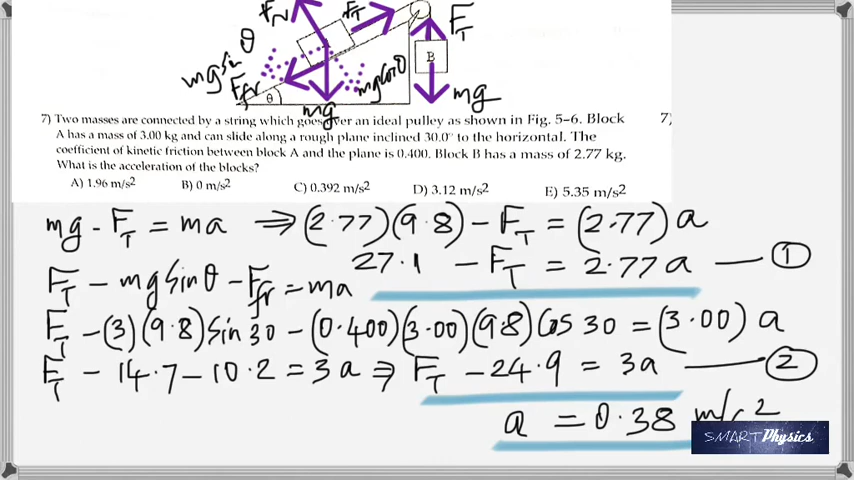 F_N F_T F_T
mg sin θ
B
F_fr θ mg mg cos θ mg
7) Two masses are connected by a string which goes over an ideal pulley as shown in Fig. 5-6. Block 7)
A has a mass of 3.00 kg and can slide along a rough plane inclined 30.0° to the horizontal. The
coefficient of kinetic friction between block A and the plane is 0.400. Block B has a mass of 2.77 kg.
What is the acceleration of the blocks?
A) 1.96 m/s² B) 0 m/s² C) 0.392 m/s² D) 3.12 m/s² E) 5.35 m/s²
mg - F_T = ma ⇒ (2.77)(9.8) - F_T = (2.77) a
27.1 - F_T = 2.77 a — ①
F_T - mg Sin θ - F_fr = ma
F_T - (3)(9.8) Sin 30 - (0.400)(3.00)(9.8) Cos 30 = (3.00) a
F_T - 14.7 - 10.2 = 3a ⇒ F_T - 24.9 = 3a — ②
a = 0.38 m/s²
SMART Physics